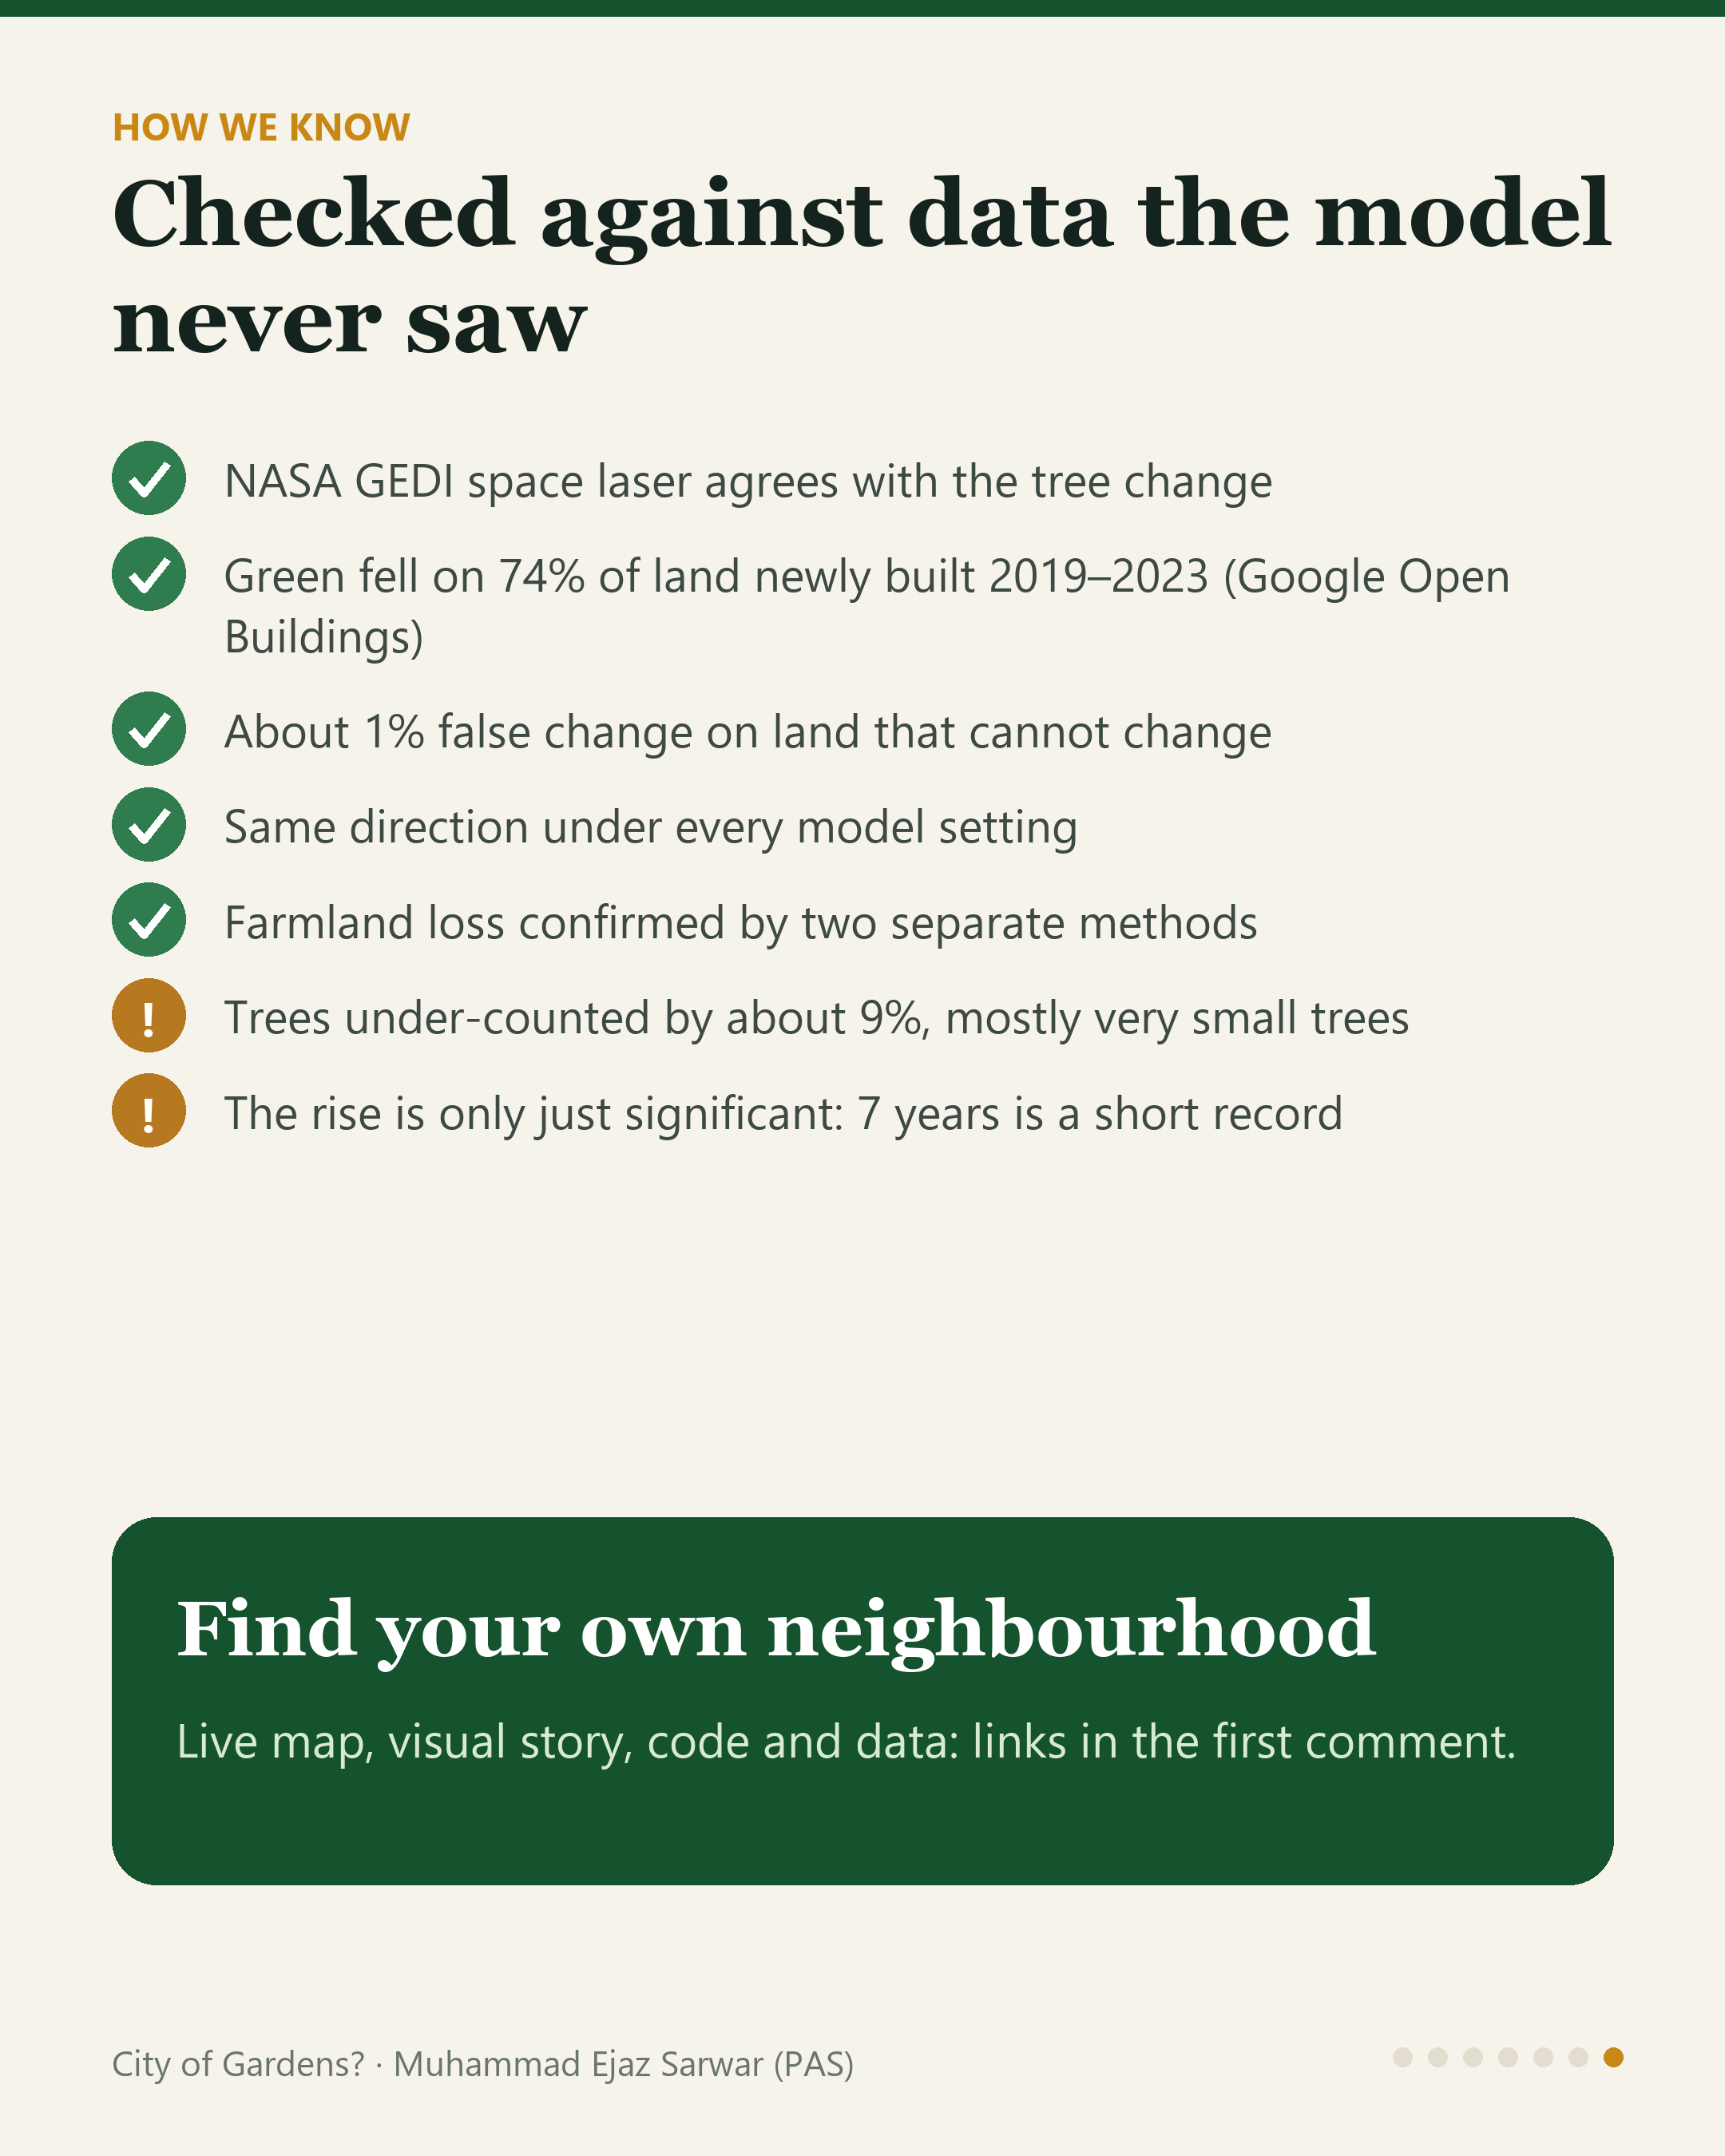 HOW WE KNOW
Checked against data the model
never saw
NASA GEDI space laser agrees with the tree change
Green fell on 74% of land newly built 2019–2023 (Google Open
Buildings)
About 1% false change on land that cannot change
Same direction under every model setting
Farmland loss confirmed by two separate methods
! Trees under-counted by about 9%, mostly very small trees
! The rise is only just significant: 7 years is a short record
Find your own neighbourhood
Live map, visual story, code and data: links in the first comment.
City of Gardens? · Muhammad Ejaz Sarwar (PAS)